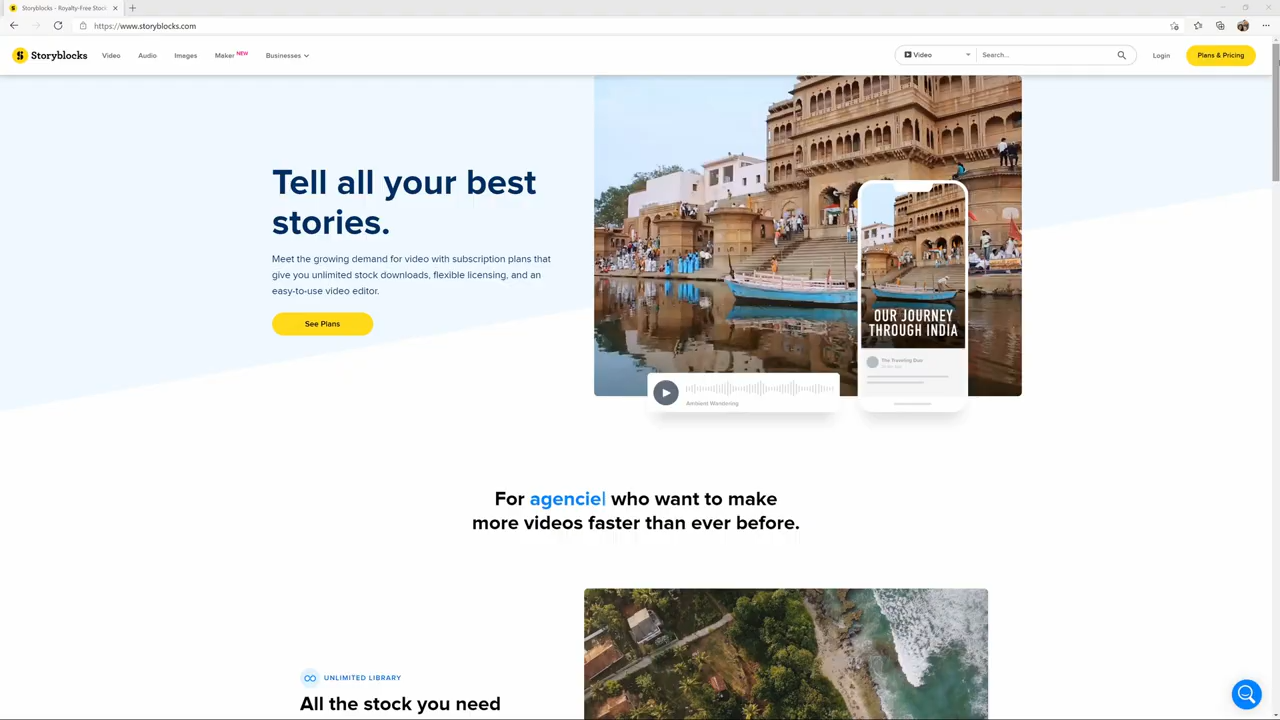 Storyblocks - Royalty-Free Stock
https://www.storyblocks.com
Storyblocks
Video
Audio
Images
Maker NEW
Businesses
Video
Search...
Login
Plans & Pricing
Tell all your best
stories.
Meet the growing demand for video with subscription plans that
give you unlimited stock downloads, flexible licensing, and an
easy-to-use video editor.
See Plans
OUR JOURNEY
THROUGH INDIA
The Traveling Duo
Ambient Wandering
For agencie| who want to make
more videos faster than ever before.
UNLIMITED LIBRARY
All the stock you need